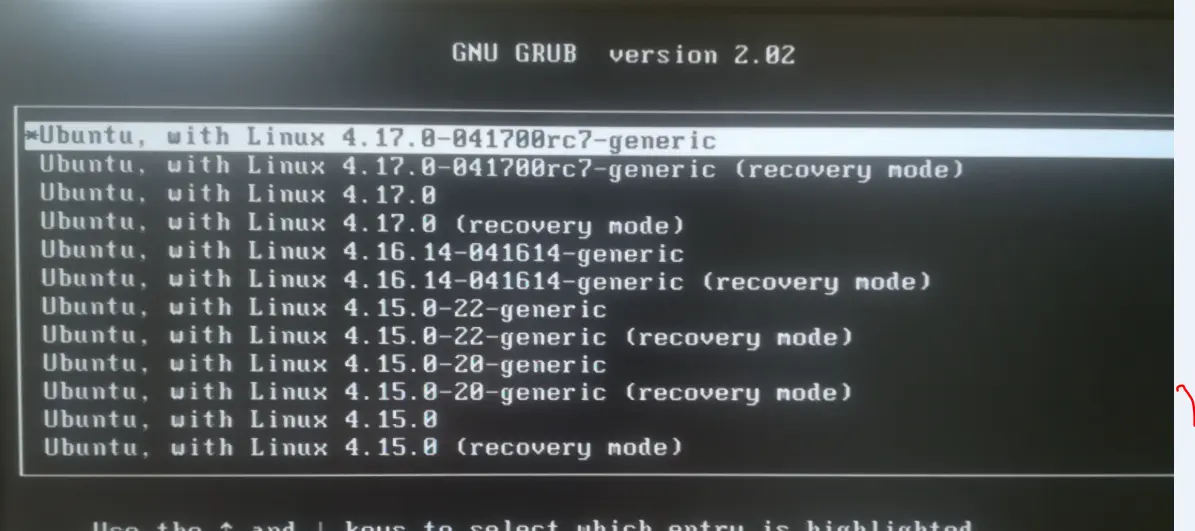 GNU GRUB version 2.02
*Ubuntu, with Linux 4.17.0-041700rc7-generic
Ubuntu, with Linux 4.17.0-041700rc7-generic (recovery mode)
Ubuntu, with Linux 4.17.0
Ubuntu, with Linux 4.17.0 (recovery mode)
Ubuntu, with Linux 4.16.14-041614-generic
Ubuntu, with Linux 4.16.14-041614-generic (recovery mode)
Ubuntu, with Linux 4.15.0-22-generic
Ubuntu, with Linux 4.15.0-22-generic (recovery mode)
Ubuntu, with Linux 4.15.0-20-generic
Ubuntu, with Linux 4.15.0-20-generic (recovery mode)
Ubuntu, with Linux 4.15.0
Ubuntu, with Linux 4.15.0 (recovery mode)
Use the ↑ and ↓ keys to select which entry is highlighted